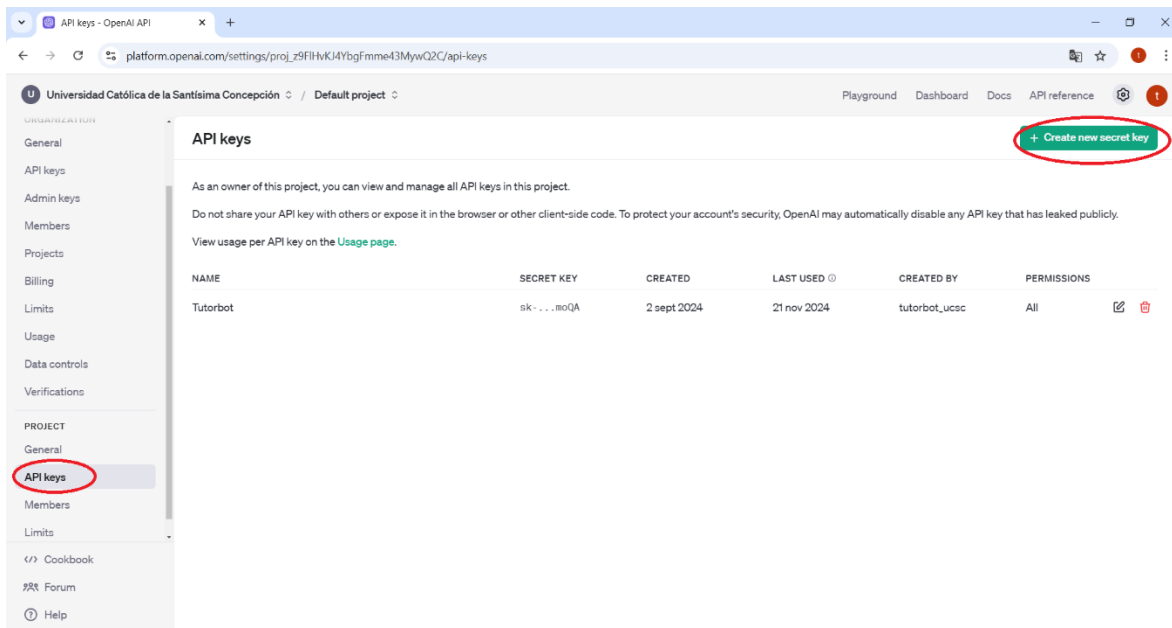 API keys - OpenAI API
platform.openai.com/settings/proj_z9FlHvKJ4YbgFmme43MywQ2C/api-keys
t
U Universidad Católica de la Santísima Concepción / Default project
Playground Dashboard Docs API reference
t
ORGANIZATION
General
API keys
Admin keys
Members
Projects
Billing
Limits
Usage
Data controls
Verifications
PROJECT
General
API keys
Members
Limits
Cookbook
Forum
Help
API keys
+ Create new secret key
As an owner of this project, you can view and manage all API keys in this project.
Do not share your API key with others or expose it in the browser or other client-side code. To protect your account's security, OpenAI may automatically disable any API key that has leaked publicly.
View usage per API key on the Usage page.
NAME SECRET KEY CREATED LAST USED CREATED BY PERMISSIONS
Tutorbot sk-...moQA 2 sept 2024 21 nov 2024 tutorbot_ucsc All